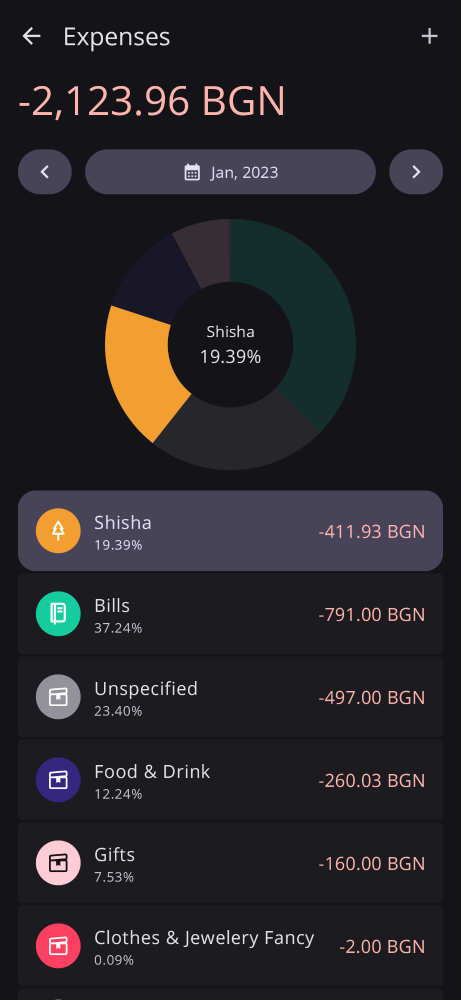 Expenses
-2,123.96 BGN
Jan, 2023
Shisha
19.39%
Shisha
19.39%
-411.93 BGN
Bills
37.24%
-791.00 BGN
Unspecified
23.40%
-497.00 BGN
Food & Drink
12.24%
-260.03 BGN
Gifts
7.53%
-160.00 BGN
Clothes & Jewelery Fancy
0.09%
-2.00 BGN